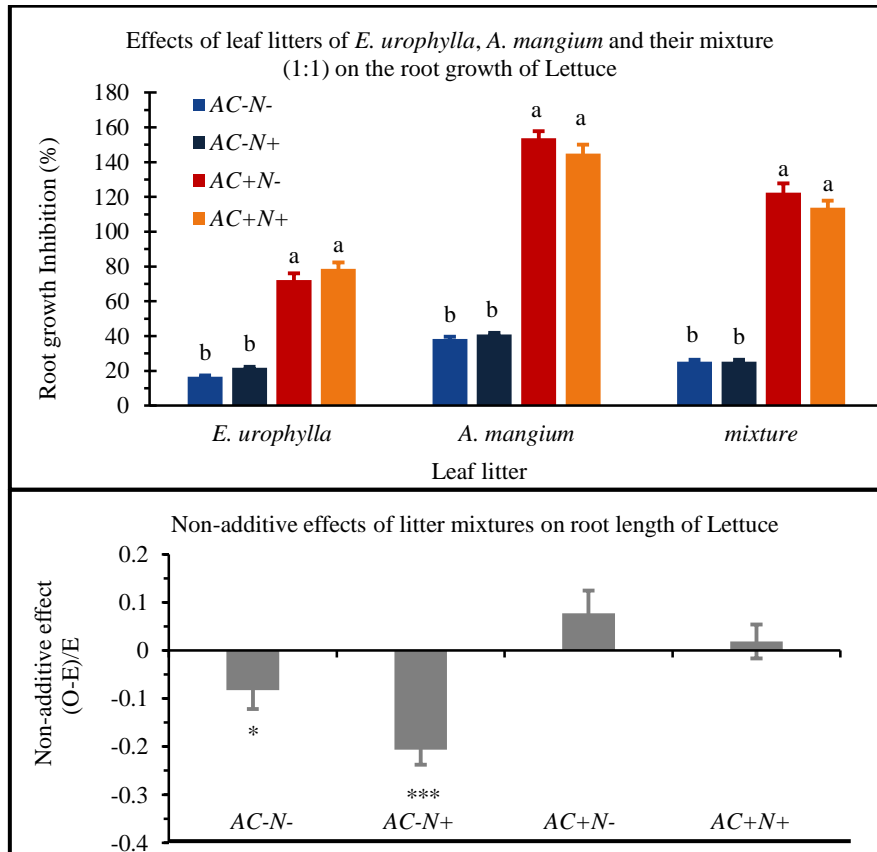 Effects of leaf litters of E. urophylla, A. mangium and their mixture
(1:1) on the root growth of Lettuce
180
160
140
120
100
80
60
40
20
0
Root growth Inhibition (%)
AC-N-
AC-N+
AC+N-
AC+N+
b b a a
b b a a
b b a a
E. urophylla A. mangium mixture
Leaf litter
Non-additive effects of litter mixtures on root length of Lettuce
0.2
0.1
0
-0.1
-0.2
-0.3
-0.4
Non-additive effect
(O-E)/E
*
***
AC-N- AC-N+ AC+N- AC+N+